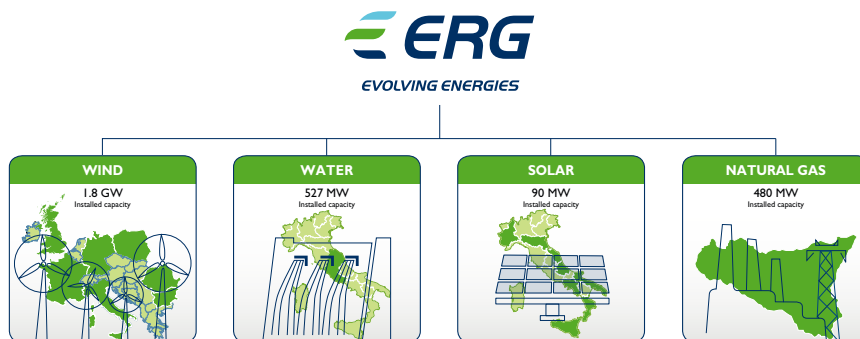 ERG
EVOLVING ENERGIES
WIND
1.8 GW
Installed capacity
WATER
527 MW
Installed capacity
SOLAR
90 MW
Installed capacity
NATURAL GAS
480 MW
Installed capacity